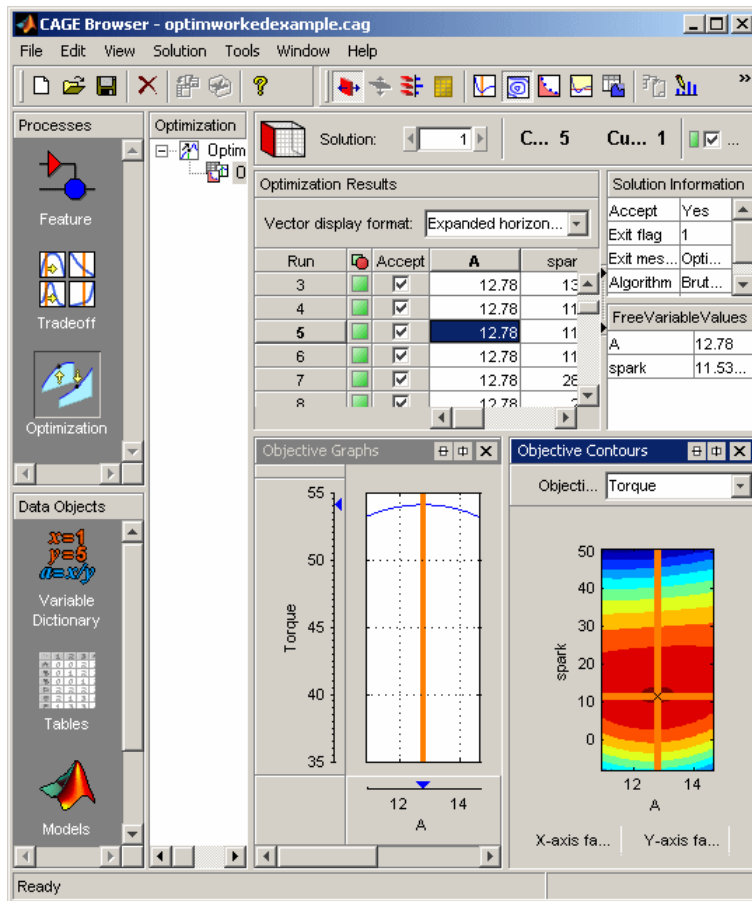 CAGE Browser - optimworkedexample.cag
File Edit View Solution Tools Window Help
Processes
Feature
Tradeoff
Optimization
Data Objects
x=1
y=5
a=x/y
Variable
Dictionary
Tables
Models
Optimization
Optim
O
Solution: 1 C... 5 Cu... 1 ...
Optimization Results
Vector display format: Expanded horizon...
Run Accept A spar
3 12.78 13
4 12.78 11
5 12.78 11
6 12.78 11
7 12.78 28
8 12.78
Solution Information
Accept Yes
Exit flag 1
Exit mes... Opti...
Algorithm Brut...
FreeVariableValues
A 12.78
spark 11.53...
Objective Graphs
55
50
45
40
35
Torque
12 14
A
Objective Contours
Objecti... Torque
50
40
30
20
10
0
spark
12 14
A
X-axis fa... Y-axis fa...
Ready